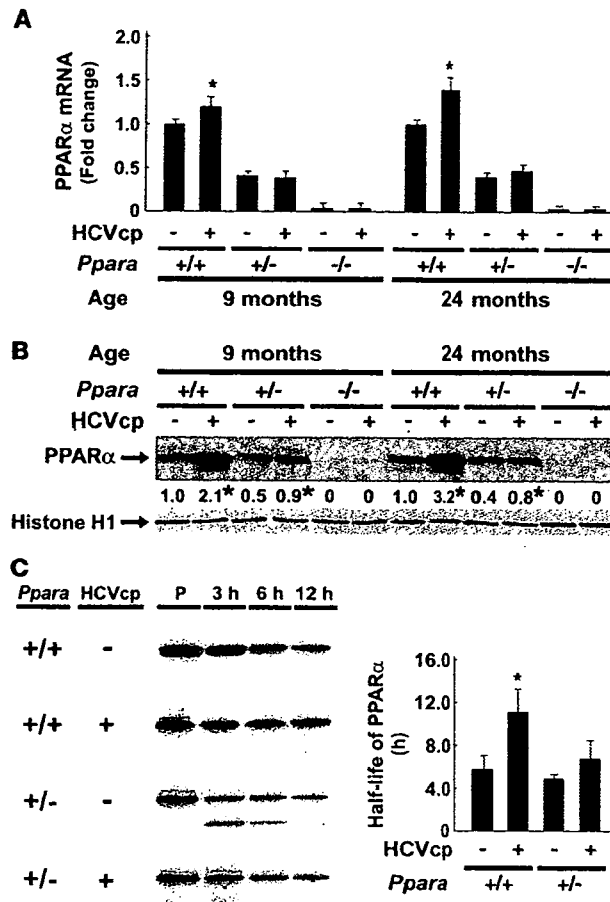 A
PPARα mRNA
(Fold change)
2.0
1.5
1.0
0.5
0
* *
HCVcp - + - + - + - + - + - +
Ppara +/+ +/- -/- +/+ +/- -/-
Age 9 months 24 months
B
Age 9 months 24 months
Ppara +/+ +/- -/- +/+ +/- -/-
HCVcp - + - + - + - + - + - +
PPARα
1.0 2.1* 0.5 0.9* 0 0 1.0 3.2* 0.4 0.8* 0 0
Histone H1
C
Ppara HCVcp P 3 h 6 h 12 h
+/+ -
+/+ +
+/- -
+/- +
Half-life of PPARα
(h)
16.0
12.0
8.0
4.0
0
*
HCVcp - + - +
Ppara +/+ +/-